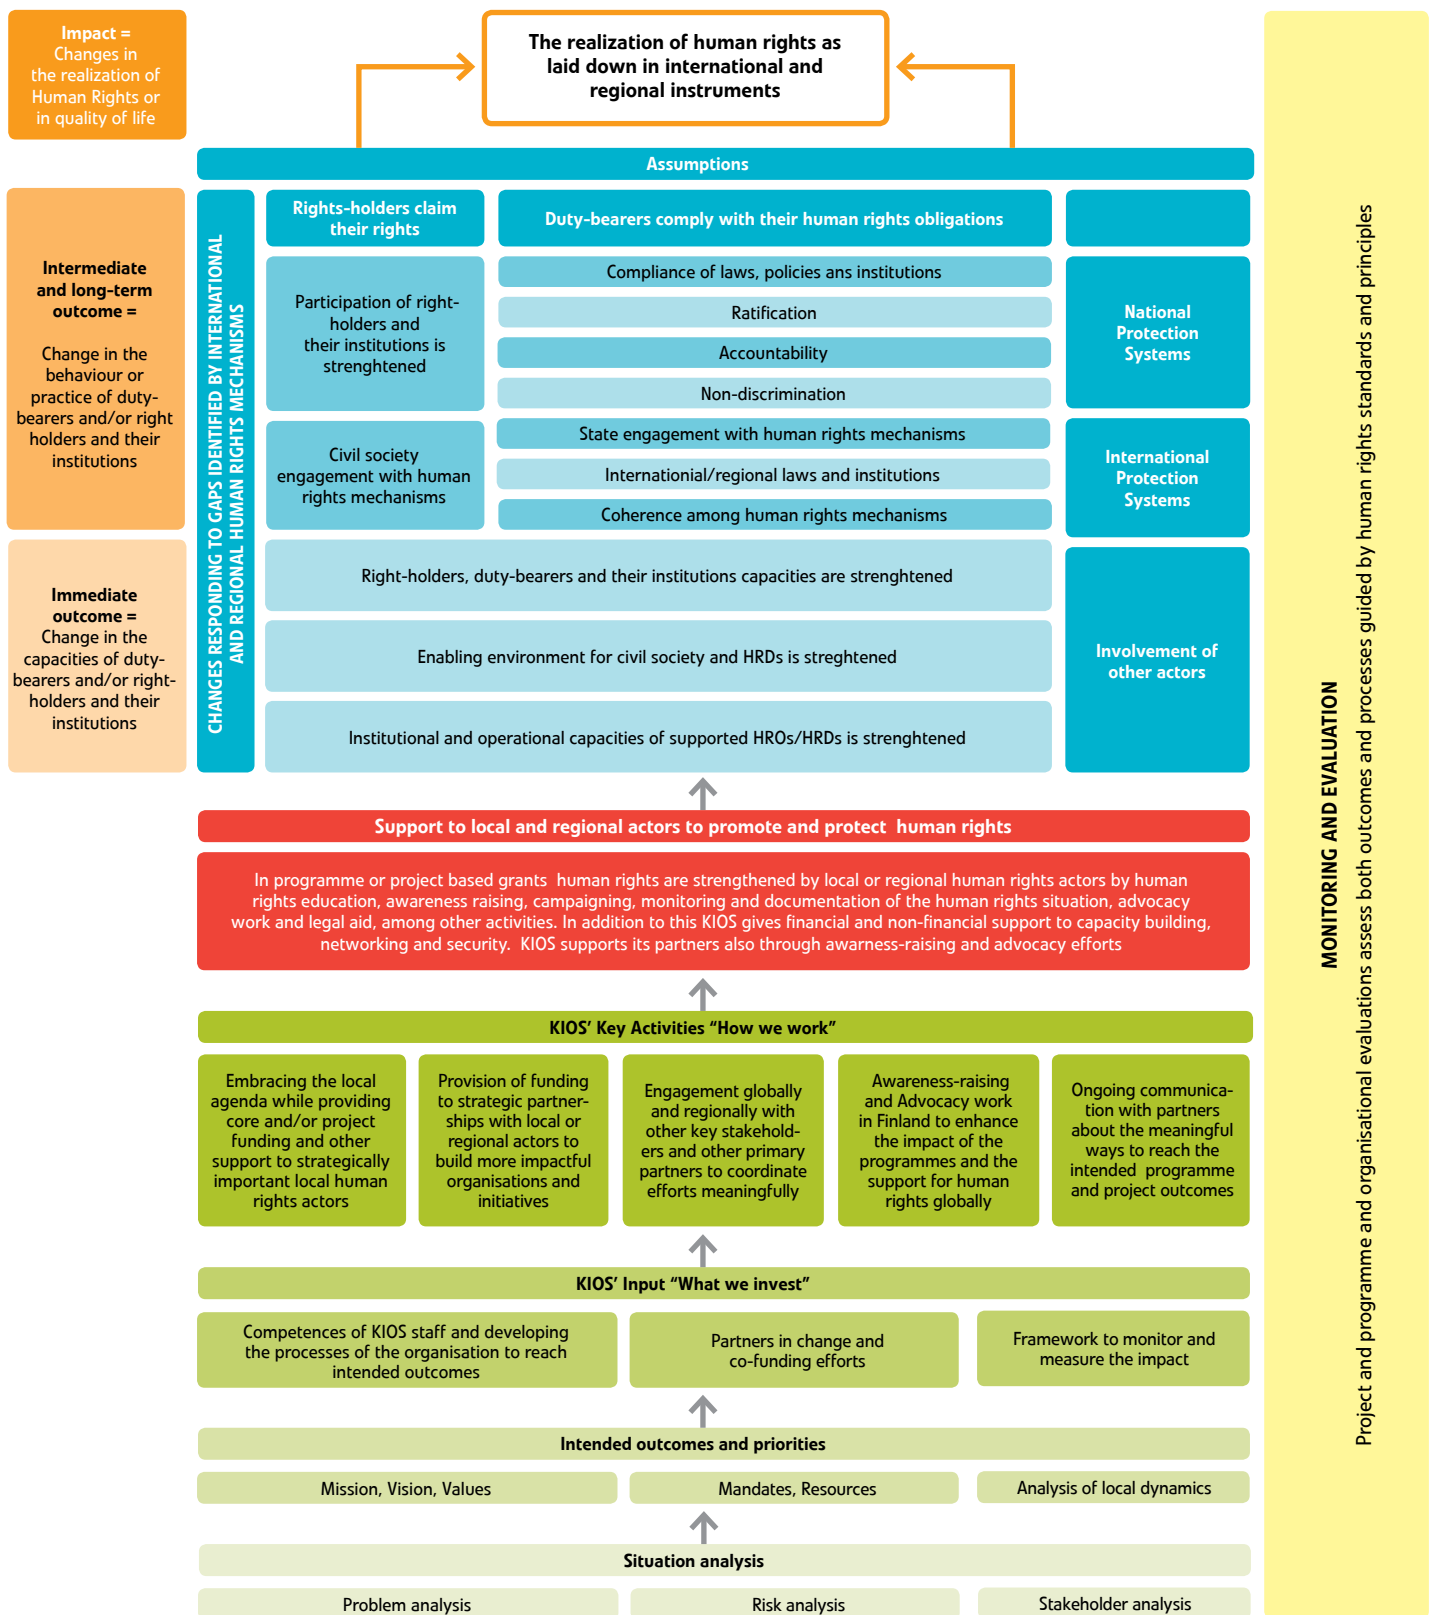 Impact =
Changes in
the realization of
Human Rights or
in quality of life
The realization of human rights as
laid down in international and
regional instruments
Assumptions
Intermediate
and long-term
outcome =
Change in the
behaviour or
practice of duty-
bearers and/or right
holders and their
institutions
Immediate
outcome =
Change in the
capacities of duty-
bearers and/or right-
holders and their
institutions
CHANGES RESPONDING TO GAPS IDENTIFIED BY INTERNATIONAL
AND REGIONAL HUMAN RIGHTS MECHANISMS
Rights-holders claim
their rights
Duty-bearers comply with their human rights obligations
Participation of right-
holders and
their institutions is
strenghtened
Civil society
engagement with human
rights mechanisms
Compliance of laws, policies ans institutions
Ratification
Accountability
Non-discrimination
State engagement with human rights mechanisms
Internationial/regional laws and institutions
Coherence among human rights mechanisms
National
Protection
Systems
International
Protection
Systems
Right-holders, duty-bearers and their institutions capacities are strenghtened
Enabling environment for civil society and HRDs is streghtened
Institutional and operational capacities of supported HROs/HRDs is strenghtened
Involvement of
other actors
Support to local and regional actors to promote and protect human rights
In programme or project based grants human rights are strengthened by local or regional human rights actors by human
rights education, awareness raising, campaigning, monitoring and documentation of the human rights situation, advocacy
work and legal aid, among other activities. In addition to this KIOS gives financial and non-financial support to capacity building,
networking and security. KIOS supports its partners also through awarness-raising and advocacy efforts
KIOS’ Key Activities “How we work”
Embracing the local
agenda while providing
core and/or project
funding and other
support to strategically
important local human
rights actors
Provision of funding
to strategic partner-
ships with local or
regional actors to
build more impactful
organisations and
initiatives
Engagement globally
and regionally with
other key stakehold-
ers and other primary
partners to coordinate
efforts meaningfully
Awareness-raising
and Advocacy work
in Finland to enhance
the impact of the
programmes and the
support for human
rights globally
Ongoing communica-
tion with partners
about the meaningful
ways to reach the
intended programme
and project outcomes
KIOS’ Input “What we invest”
Competences of KIOS staff and developing
the processes of the organisation to reach
intended outcomes
Partners in change and
co-funding efforts
Framework to monitor and
measure the impact
Intended outcomes and priorities
Mission, Vision, Values
Mandates, Resources
Analysis of local dynamics
Situation analysis
Problem analysis
Risk analysis
Stakeholder analysis
MONITORING AND EVALUATION
Project and programme and organisational evaluations assess both outcomes and processes guided by human rights standards and principles